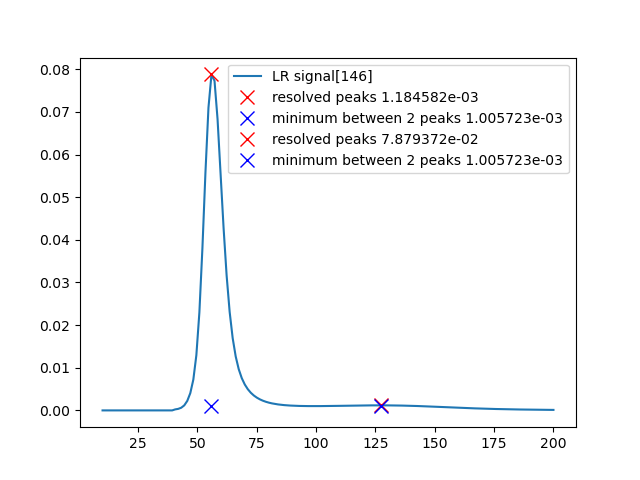 LR signal[146]
resolved peaks 1.184582e-03
minimum between 2 peaks 1.005723e-03
resolved peaks 7.879372e-02
minimum between 2 peaks 1.005723e-03
0.08
0.07
0.06
0.05
0.04
0.03
0.02
0.01
0.00
25 50 75 100 125 150 175 200